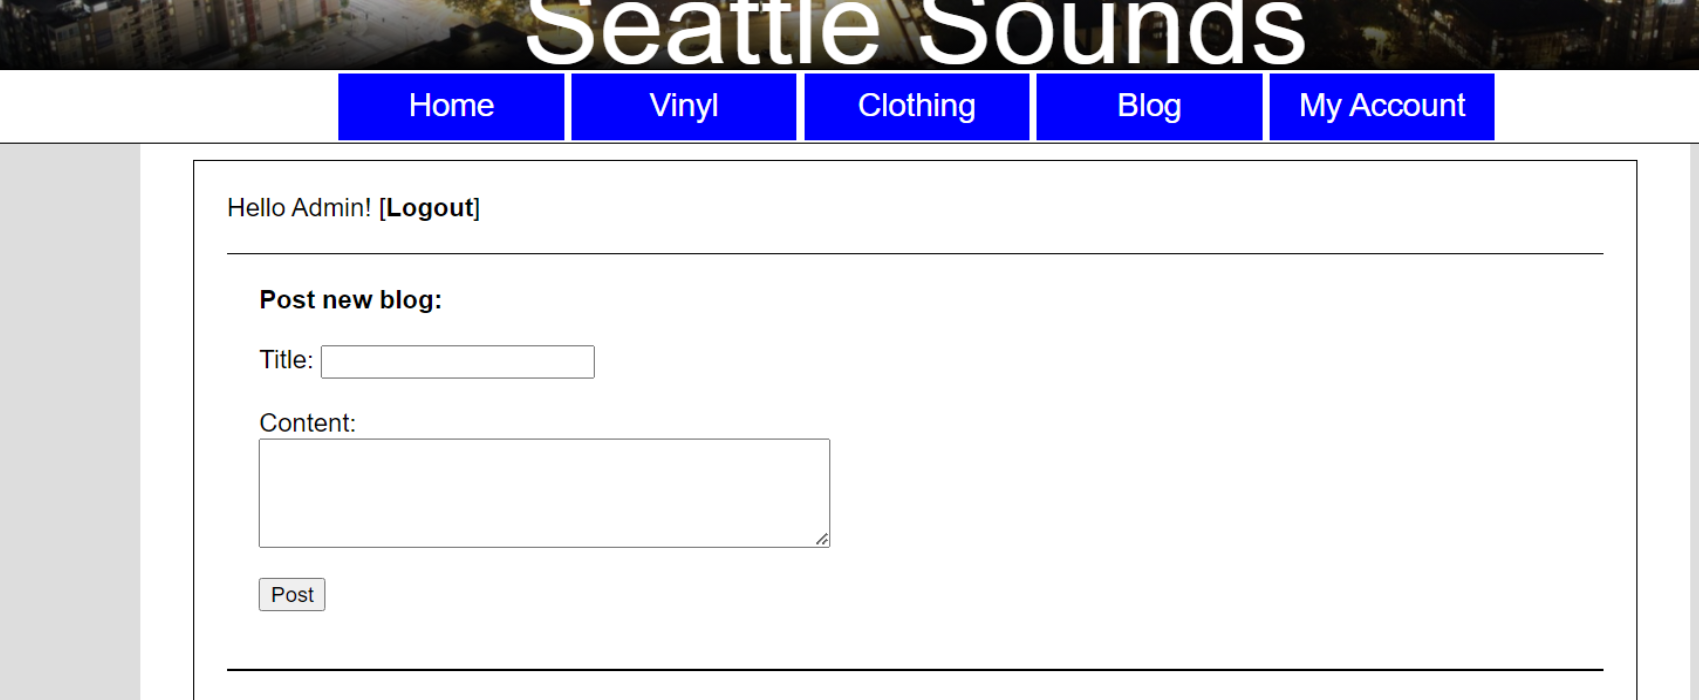 Seattle Sounds
Home Vinyl Clothing Blog My Account
Hello Admin! [Logout]
Post new blog:
Title:
Content:
Post